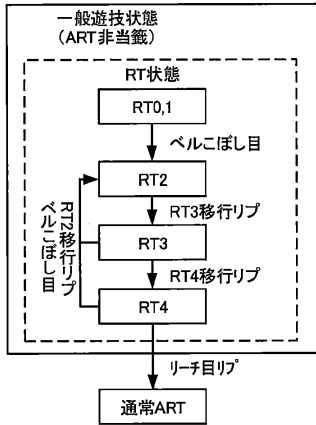 一般遊技状態
(ART非当籤)
RT状態
RT0,1
ベルこぼし目
RT2
RT3移行リプ
RT3
RT4移行リプ
RT4
RT2移行リプ
ベルこぼし目
リーチ目リプ
通常ART